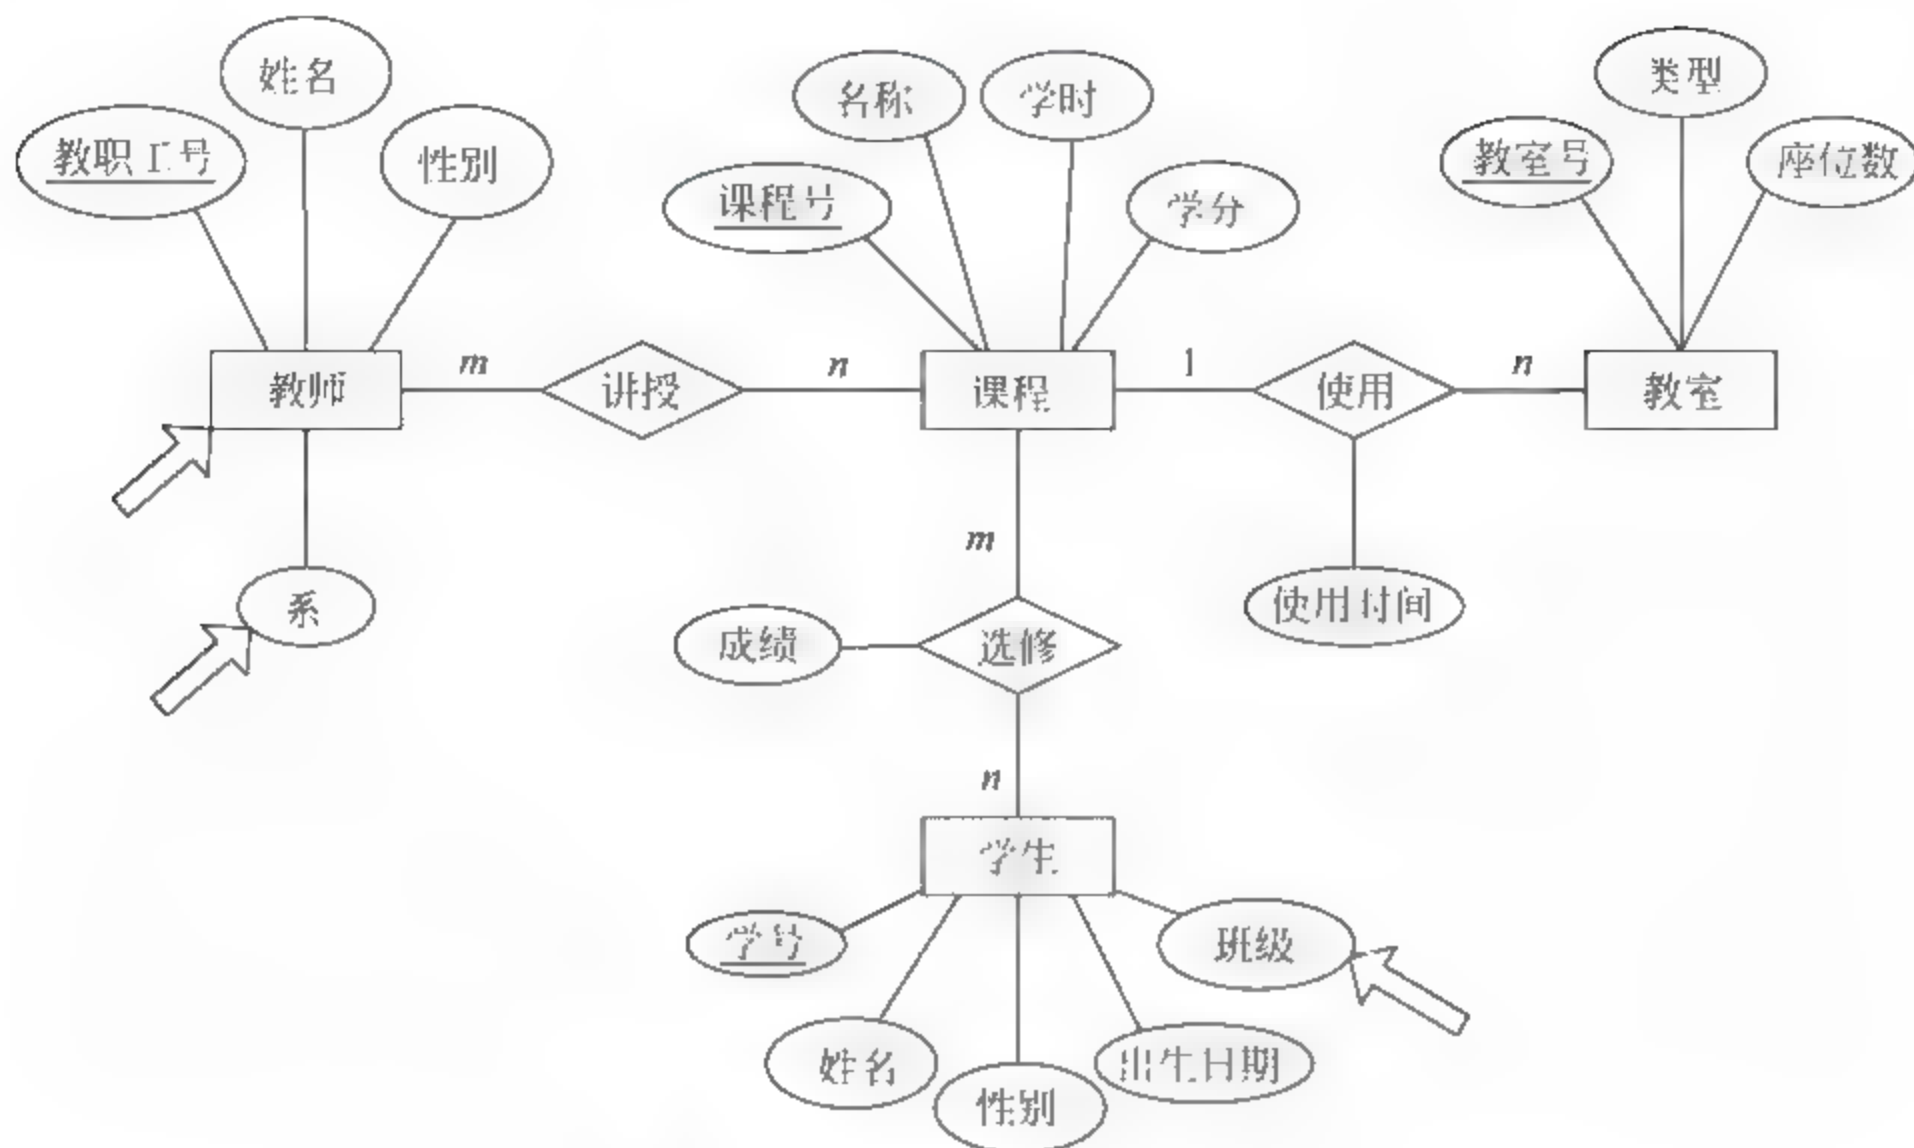 姓名
教职工号
性别
名称
学时
课程号
学分
类型
教室号
座位数
教师
m
讲授
n
课程
1
使用
n
教室
系
m
成绩
选修
使用时间
n
学生
学号
班级
姓名
性别
出生日期